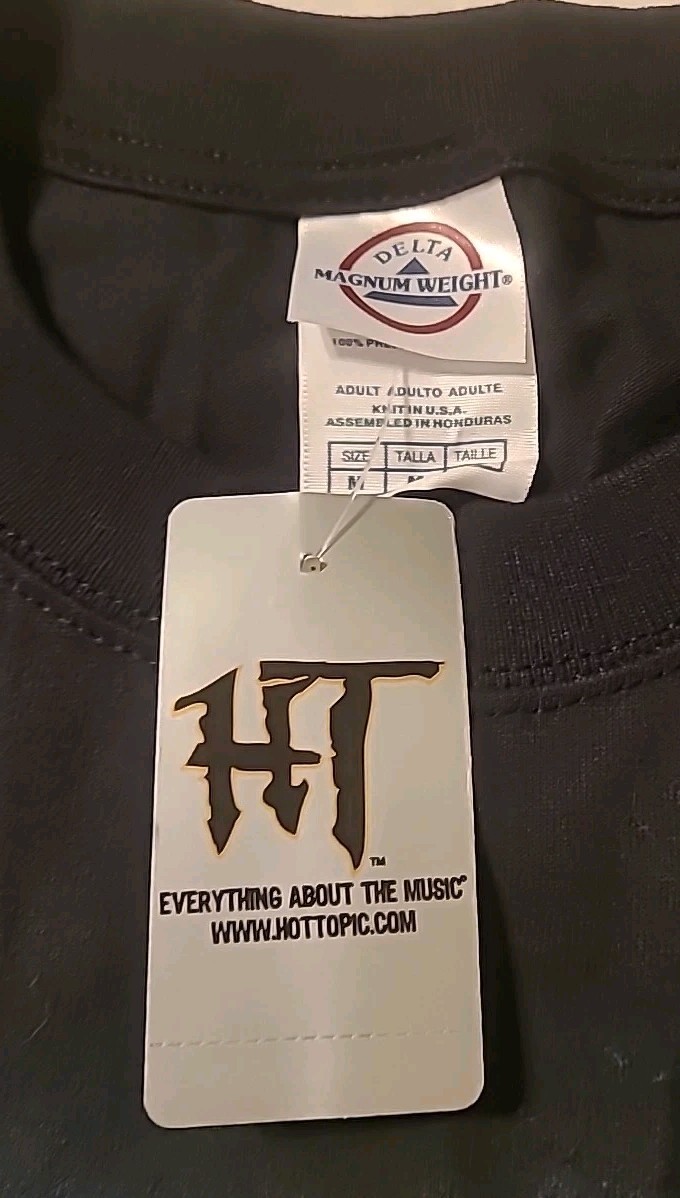 DELTA
MAGNUM WEIGHT®
100%
ADULT ADULTO ADULTE
KNIT IN U.S.A.
ASSEMBLED IN HONDURAS
SIZE TALLA TAILLE
M M
HT
™
EVERYTHING ABOUT THE MUSIC®
WWW.HOTTOPIC.COM